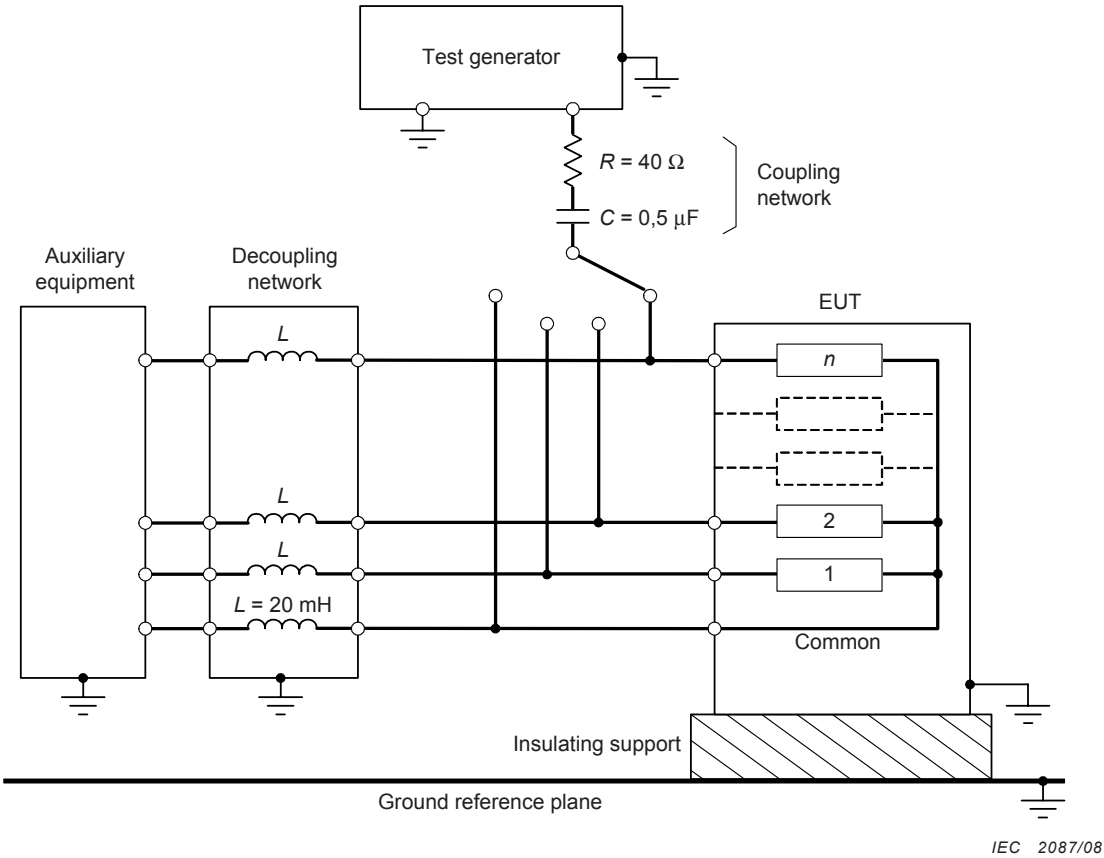 Test generator
R = 40 Ω
Coupling
network
C = 0,5 μF
Auxiliary
equipment
Decoupling
network
EUT
L
n
L
2
L
1
L = 20 mH
Common
Insulating support
Ground reference plane
IEC 2087/08